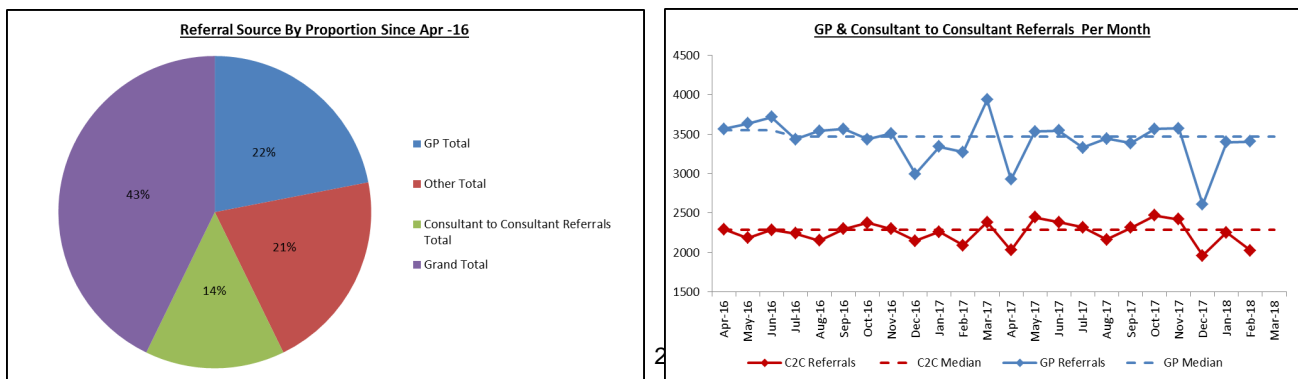 Referral Source By Proportion Since Apr -16
22%
21%
14%
43%
GP Total
Other Total
Consultant to Consultant Referrals
Total
Grand Total
2
GP & Consultant to Consultant Referrals Per Month
4500
4000
3500
3000
2500
2000
1500
Apr-16
May-16
Jun-16
Jul-16
Aug-16
Sep-16
Oct-16
Nov-16
Dec-16
Jan-17
Feb-17
Mar-17
Apr-17
May-17
Jun-17
Jul-17
Aug-17
Sep-17
Oct-17
Nov-17
Dec-17
Jan-18
Feb-18
Mar-18
C2C Referrals
C2C Median
GP Referrals
GP Median